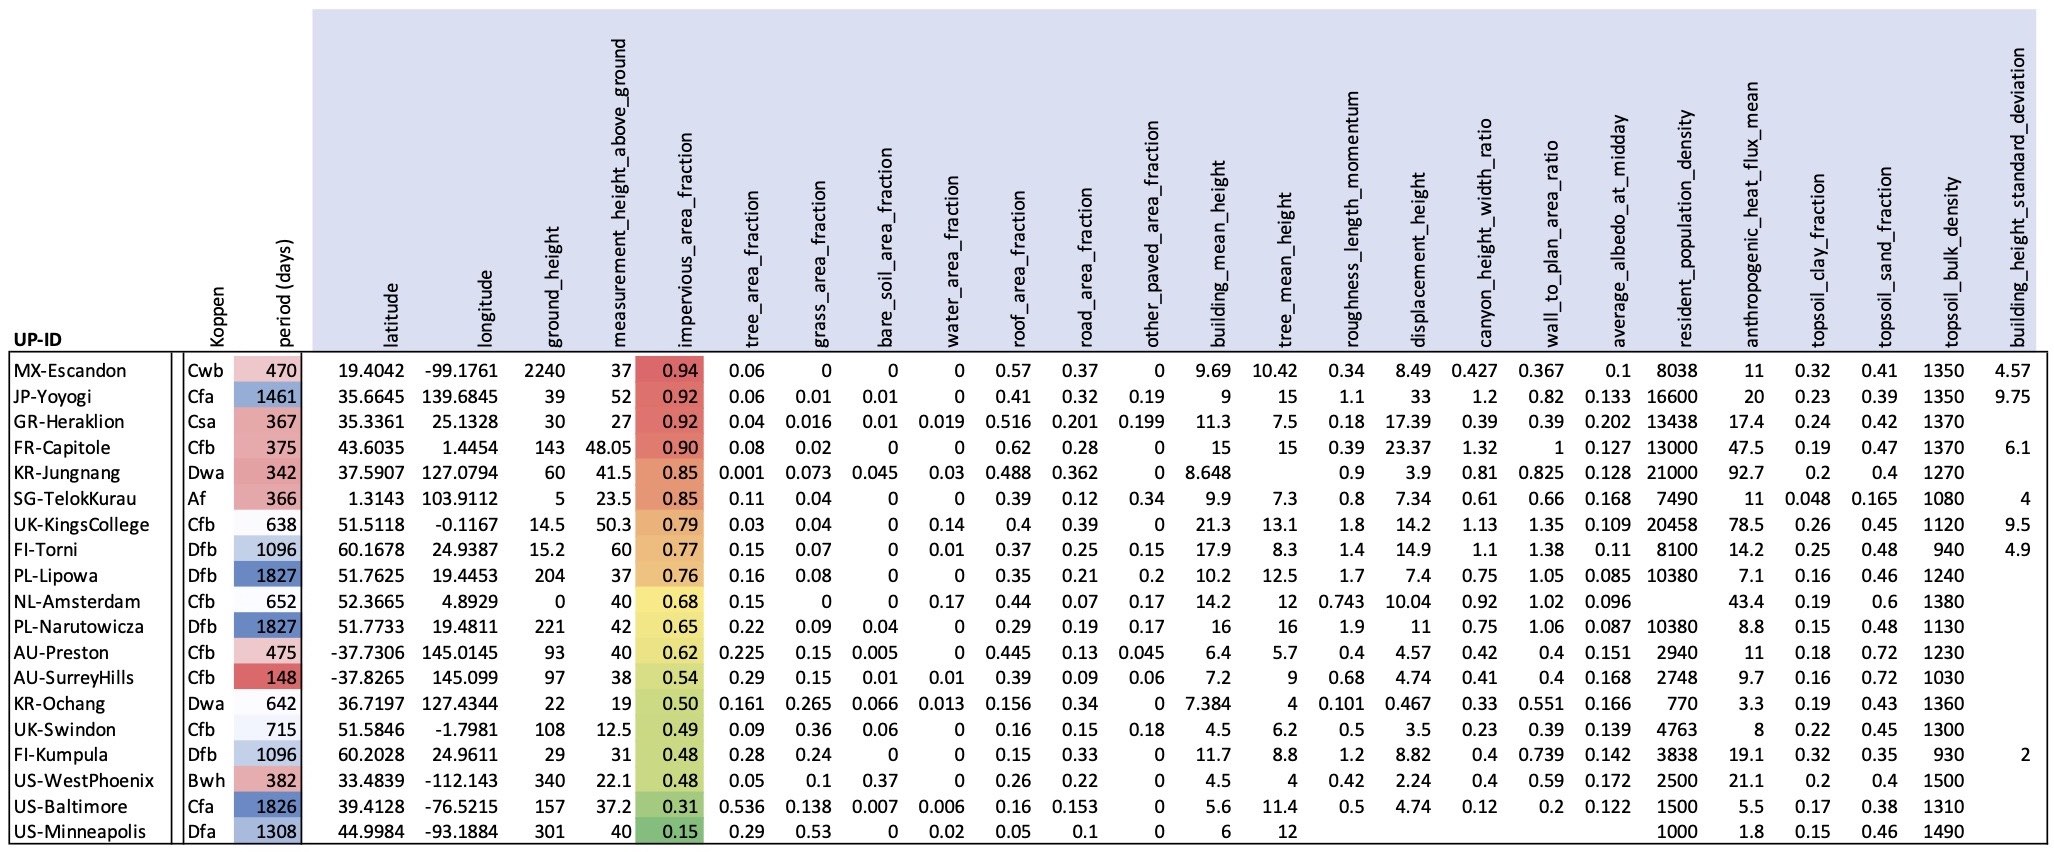 UP-ID Koppen period (days) latitude longitude ground_height measurement_height_above_ground impervious_area_fraction tree_area_fraction grass_area_fraction bare_soil_area_fraction water_area_fraction roof_area_fraction road_area_fraction other_paved_area_fraction building_mean_height tree_mean_height roughness_length_momentum displacement_height canyon_height_width_ratio wall_to_plan_area_ratio average_albedo_at_midday resident_population_density anthropogenic_heat_flux_mean topsoil_clay_fraction topsoil_sand_fraction topsoil_bulk_density building_height_standard_deviation
MX-Escandon Cwb 470 19.4042 -99.1761 2240 37 0.94 0.06 0 0 0 0.57 0.37 0 9.69 10.42 0.34 8.49 0.427 0.367 0.1 8038 11 0.32 0.41 1350 4.57
JP-Yoyogi Cfa 1461 35.6645 139.6845 39 52 0.92 0.06 0.01 0.01 0 0.41 0.32 0.19 9 15 1.1 33 1.2 0.82 0.133 16600 20 0.23 0.39 1350 9.75
GR-Heraklion Csa 367 35.3361 25.1328 30 27 0.92 0.04 0.016 0.01 0.019 0.516 0.201 0.199 11.3 7.5 0.18 17.39 0.39 0.39 0.202 13438 17.4 0.24 0.42 1370
FR-Capitole Cfb 375 43.6035 1.4454 143 48.05 0.90 0.08 0.02 0 0 0.62 0.28 0 15 15 0.39 23.37 1.32 1 0.127 13000 47.5 0.19 0.47 1370 6.1
KR-Jungnang Dwa 342 37.5907 127.0794 60 41.5 0.85 0.001 0.073 0.045 0.03 0.488 0.362 0 8.648 0.9 3.9 0.81 0.825 0.128 21000 92.7 0.2 0.4 1270
SG-TelokKurau Af 366 1.3143 103.9112 5 23.5 0.85 0.11 0.04 0 0 0.39 0.12 0.34 9.9 7.3 0.8 7.34 0.61 0.66 0.168 7490 11 0.048 0.165 1080 4
UK-KingsCollege Cfb 638 51.5118 -0.1167 14.5 50.3 0.79 0.03 0.04 0 0.14 0.4 0.39 0 21.3 13.1 1.8 14.2 1.13 1.35 0.109 20458 78.5 0.26 0.45 1120 9.5
FI-Torni Dfb 1096 60.1678 24.9387 15.2 60 0.77 0.15 0.07 0 0.01 0.37 0.25 0.15 17.9 8.3 1.4 14.9 1.1 1.38 0.11 8100 14.2 0.25 0.48 940 4.9
PL-Lipowa Dfb 1827 51.7625 19.4453 204 37 0.76 0.16 0.08 0 0 0.35 0.21 0.2 10.2 12.5 1.7 7.4 0.75 1.05 0.085 10380 7.1 0.16 0.46 1240
NL-Amsterdam Cfb 652 52.3665 4.8929 0 40 0.68 0.15 0 0 0.17 0.44 0.07 0.17 14.2 12 0.743 10.04 0.92 1.02 0.096 43.4 0.19 0.6 1380
PL-Narutowicza Dfb 1827 51.7733 19.4811 221 42 0.65 0.22 0.09 0.04 0 0.29 0.19 0.17 16 16 1.9 11 0.75 1.06 0.087 10380 8.8 0.15 0.48 1130
AU-Preston Cfb 475 -37.7306 145.0145 93 40 0.62 0.225 0.15 0.005 0 0.445 0.13 0.045 6.4 5.7 0.4 4.57 0.42 0.4 0.151 2940 11 0.18 0.72 1230
AU-SurreyHills Cfb 148 -37.8265 145.099 97 38 0.54 0.29 0.15 0.01 0.01 0.39 0.09 0.06 7.2 9 0.68 4.74 0.41 0.4 0.168 2748 9.7 0.16 0.72 1030
KR-Ochang Dwa 642 36.7197 127.4344 22 19 0.50 0.161 0.265 0.066 0.013 0.156 0.34 0 7.384 4 0.101 0.467 0.33 0.551 0.166 770 3.3 0.19 0.43 1360
UK-Swindon Cfb 715 51.5846 -1.7981 108 12.5 0.49 0.09 0.36 0.06 0 0.16 0.15 0.18 4.5 6.2 0.5 3.5 0.23 0.39 0.139 4763 8 0.22 0.45 1300
FI-Kumpula Dfb 1096 60.2028 24.9611 29 31 0.48 0.28 0.24 0 0 0.15 0.33 0 11.7 8.8 1.2 8.82 0.4 0.739 0.142 3838 19.1 0.32 0.35 930 2
US-WestPhoenix Bwh 382 33.4839 -112.143 340 22.1 0.48 0.05 0.1 0.37 0 0.26 0.22 0 4.5 4 0.42 2.24 0.4 0.59 0.172 2500 21.1 0.2 0.4 1500
US-Baltimore Cfa 1826 39.4128 -76.5215 157 37.2 0.31 0.536 0.138 0.007 0.006 0.16 0.153 0 5.6 11.4 0.5 4.74 0.12 0.2 0.122 1500 5.5 0.17 0.38 1310
US-Minneapolis Dfa 1308 44.9984 -93.1884 301 40 0.15 0.29 0.53 0 0.02 0.05 0.1 0 6 12 1000 1.8 0.15 0.46 1490